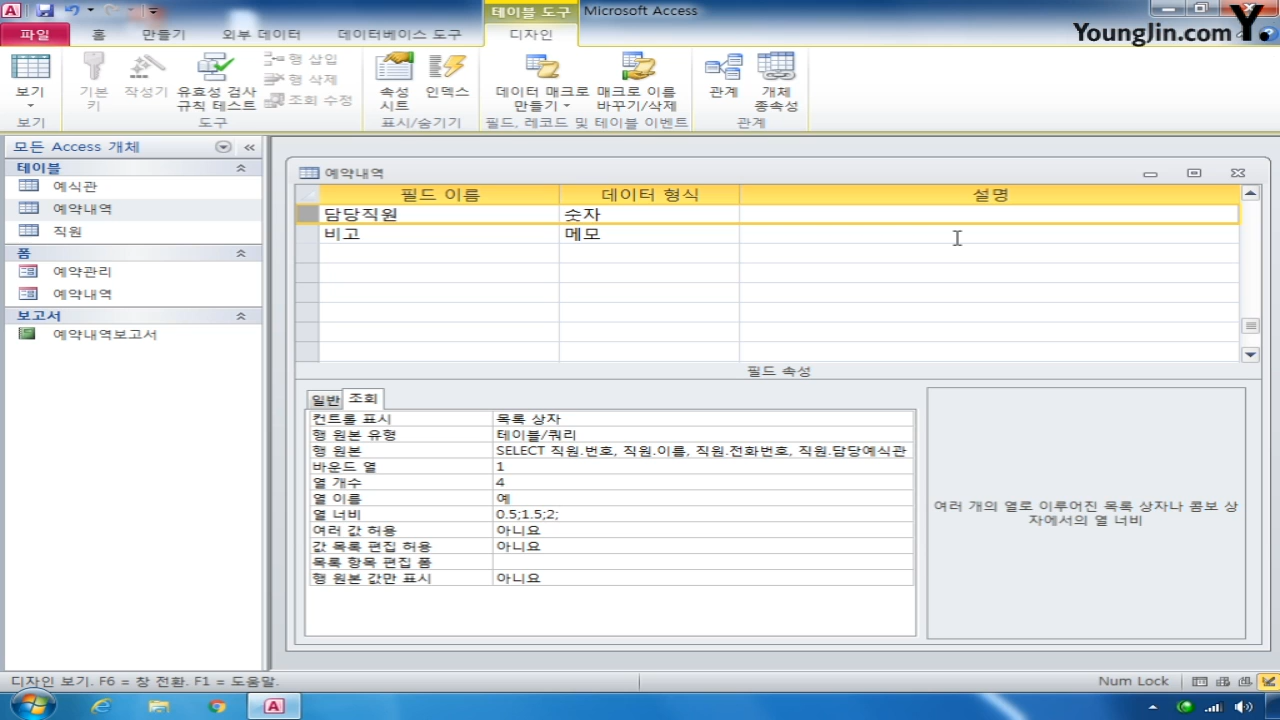 테이블 도구 Microsoft Access
YoungJin.com Y.
파일 홈 만들기 외부 데이터 데이터베이스 도구 디자인
보기
보기
기본
키
작성기
유효성 검사
규칙 테스트
행 삽입
행 삭제
조회 수정
도구
속성
시트
인덱스
표시/숨기기
데이터 매크로
만들기
매크로 이름
바꾸기/삭제
필드, 레코드 및 테이블 이벤트
관계
개체
종속성
관계
모든 Access 개체
테이블
예식관
예약내역
직원
폼
예약관리
예약내역
보고서
예약내역보고서
예약내역
필드 이름 데이터 형식 설명
담당직원 숫자
비고 메모
필드 속성
일반 조회
컨트롤 표시 목록 상자
행 원본 유형 테이블/쿼리
행 원본 SELECT 직원.번호, 직원.이름, 직원.전화번호, 직원.담당예식관
바운드 열 1
열 개수 4
열 이름 예
열 너비 0.5;1.5;2;
여러 값 허용 아니요
값 목록 편집 허용 아니요
목록 항목 편집 폼
행 원본 값만 표시 아니요
여러 개의 열로 이루어진 목록 상자나 콤보 상
자에서의 열 너비
디자인 보기. F6 = 창 전환. F1 = 도움말.
Num Lock